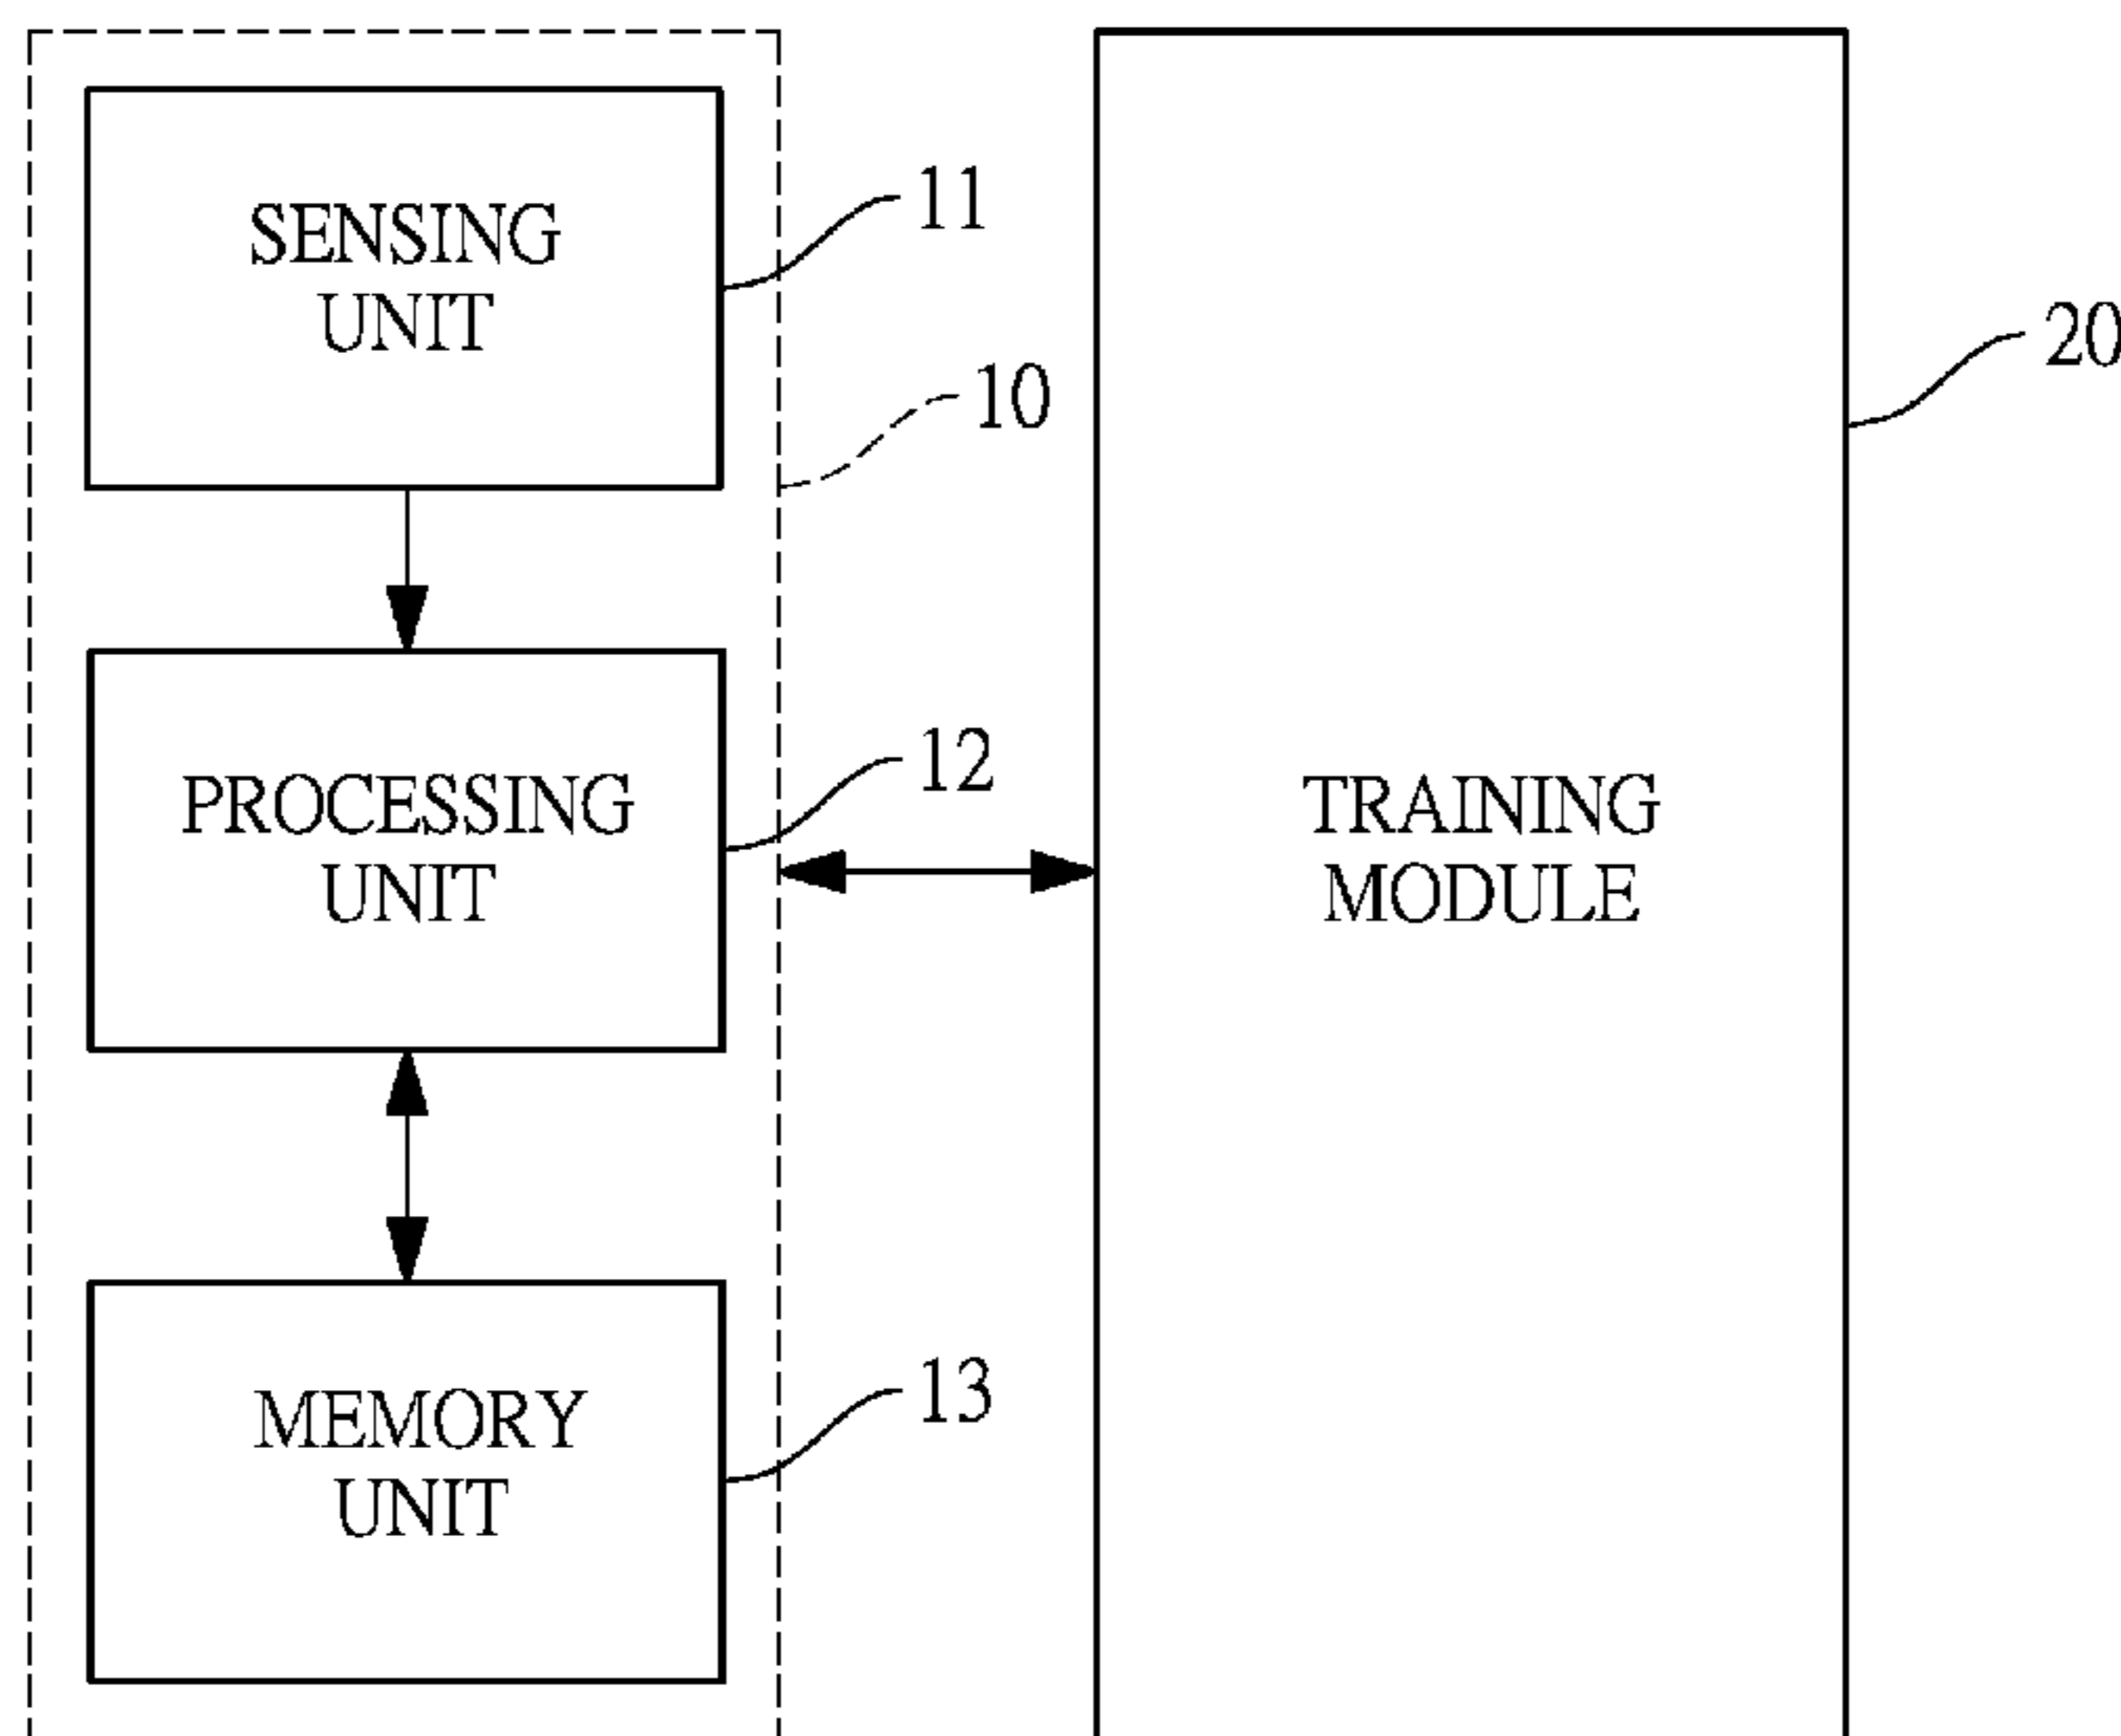 SENSING
UNIT
11
10
20
PROCESSING
UNIT
12
TRAINING
MODULE
MEMORY
UNIT
13